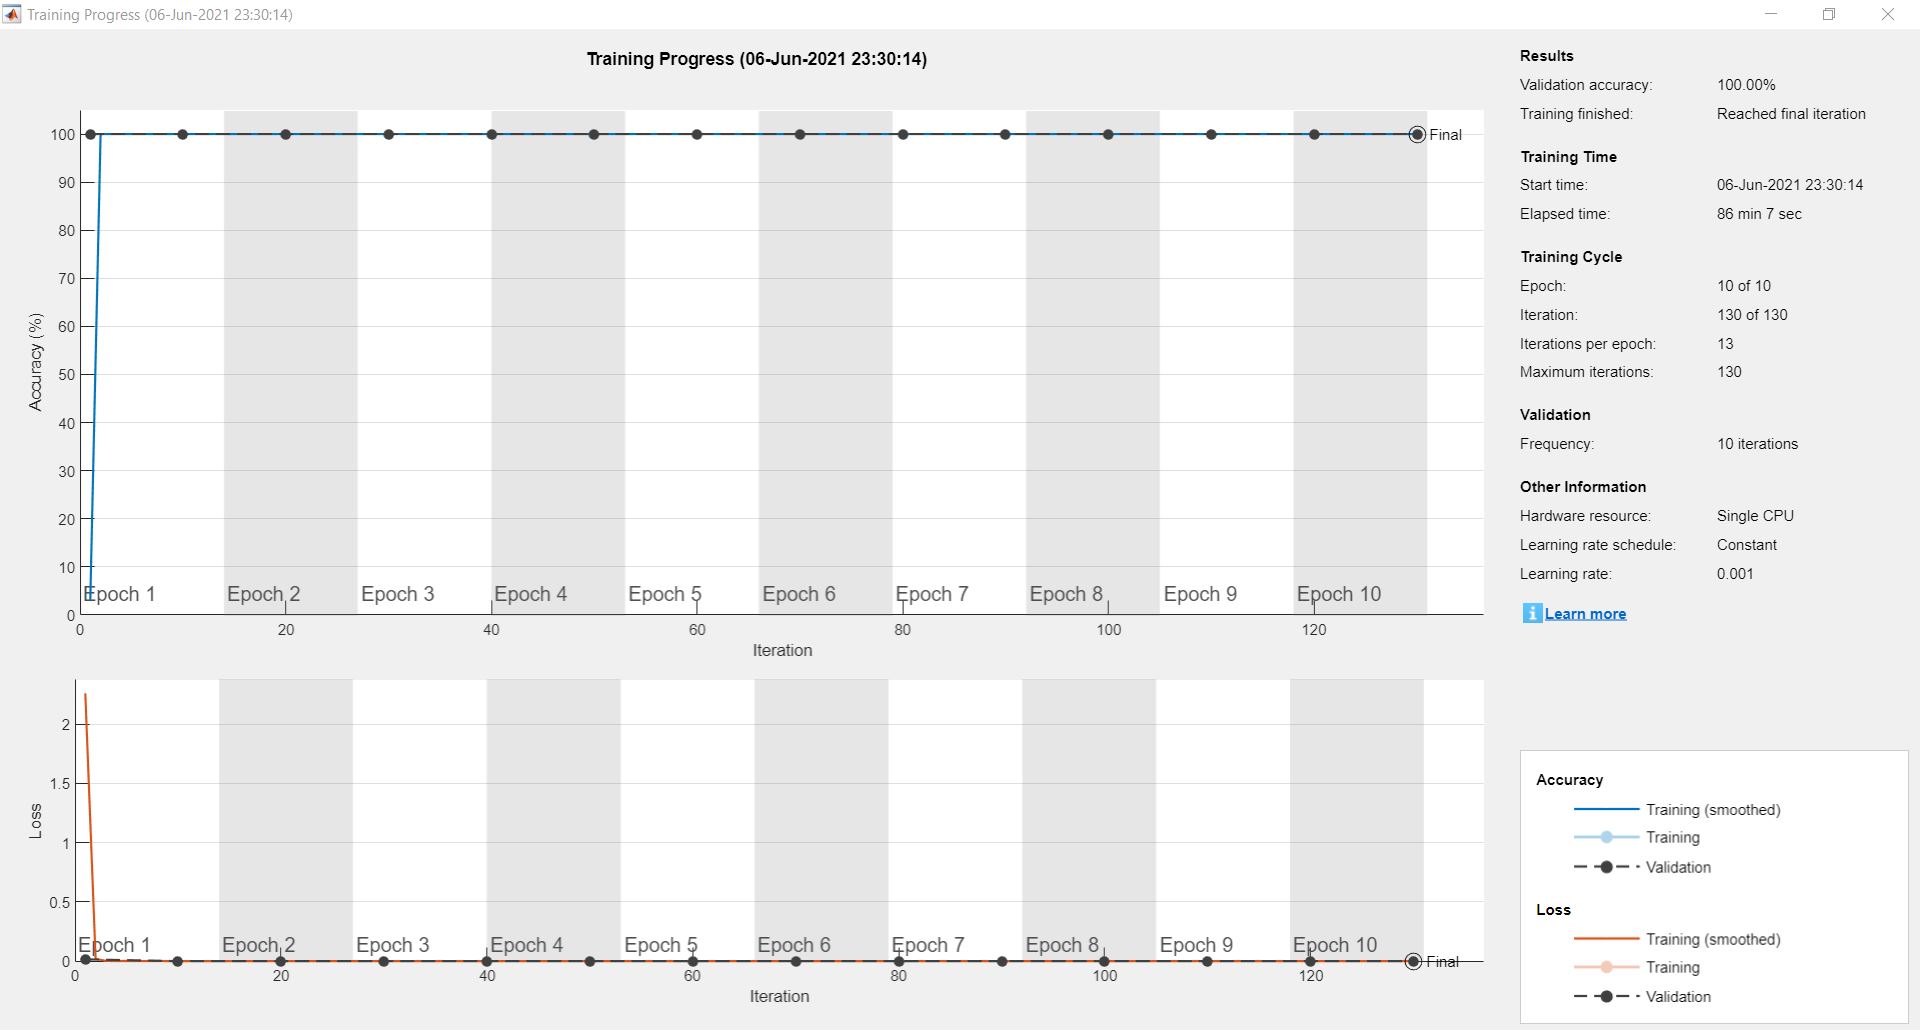 Training Progress (06-Jun-2021 23:30:14)
Training Progress (06-Jun-2021 23:30:14)
Accuracy (%)
100
90
80
70
60
50
40
30
20
10
0
Final
Epoch 1 Epoch 2 Epoch 3 Epoch 4 Epoch 5 Epoch 6 Epoch 7 Epoch 8 Epoch 9 Epoch 10
0 20 40 60 80 100 120
Iteration
Loss
2
1.5
1
0.5
0
Epoch 1 Epoch 2 Epoch 3 Epoch 4 Epoch 5 Epoch 6 Epoch 7 Epoch 8 Epoch 9 Epoch 10
Final
0 20 40 60 80 100 120
Iteration
Results
Validation accuracy: 100.00%
Training finished: Reached final iteration
Training Time
Start time: 06-Jun-2021 23:30:14
Elapsed time: 86 min 7 sec
Training Cycle
Epoch: 10 of 10
Iteration: 130 of 130
Iterations per epoch: 13
Maximum iterations: 130
Validation
Frequency: 10 iterations
Other Information
Hardware resource: Single CPU
Learning rate schedule: Constant
Learning rate: 0.001
i Learn more
Accuracy
Training (smoothed)
Training
Validation
Loss
Training (smoothed)
Training
Validation